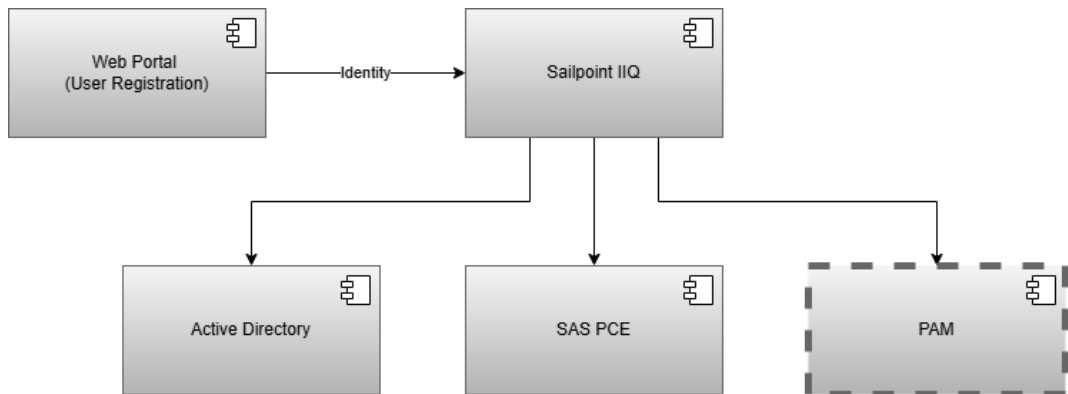 Web Portal
(User Registration)
Identity
Sailpoint IIQ
Active Directory
SAS PCE
PAM